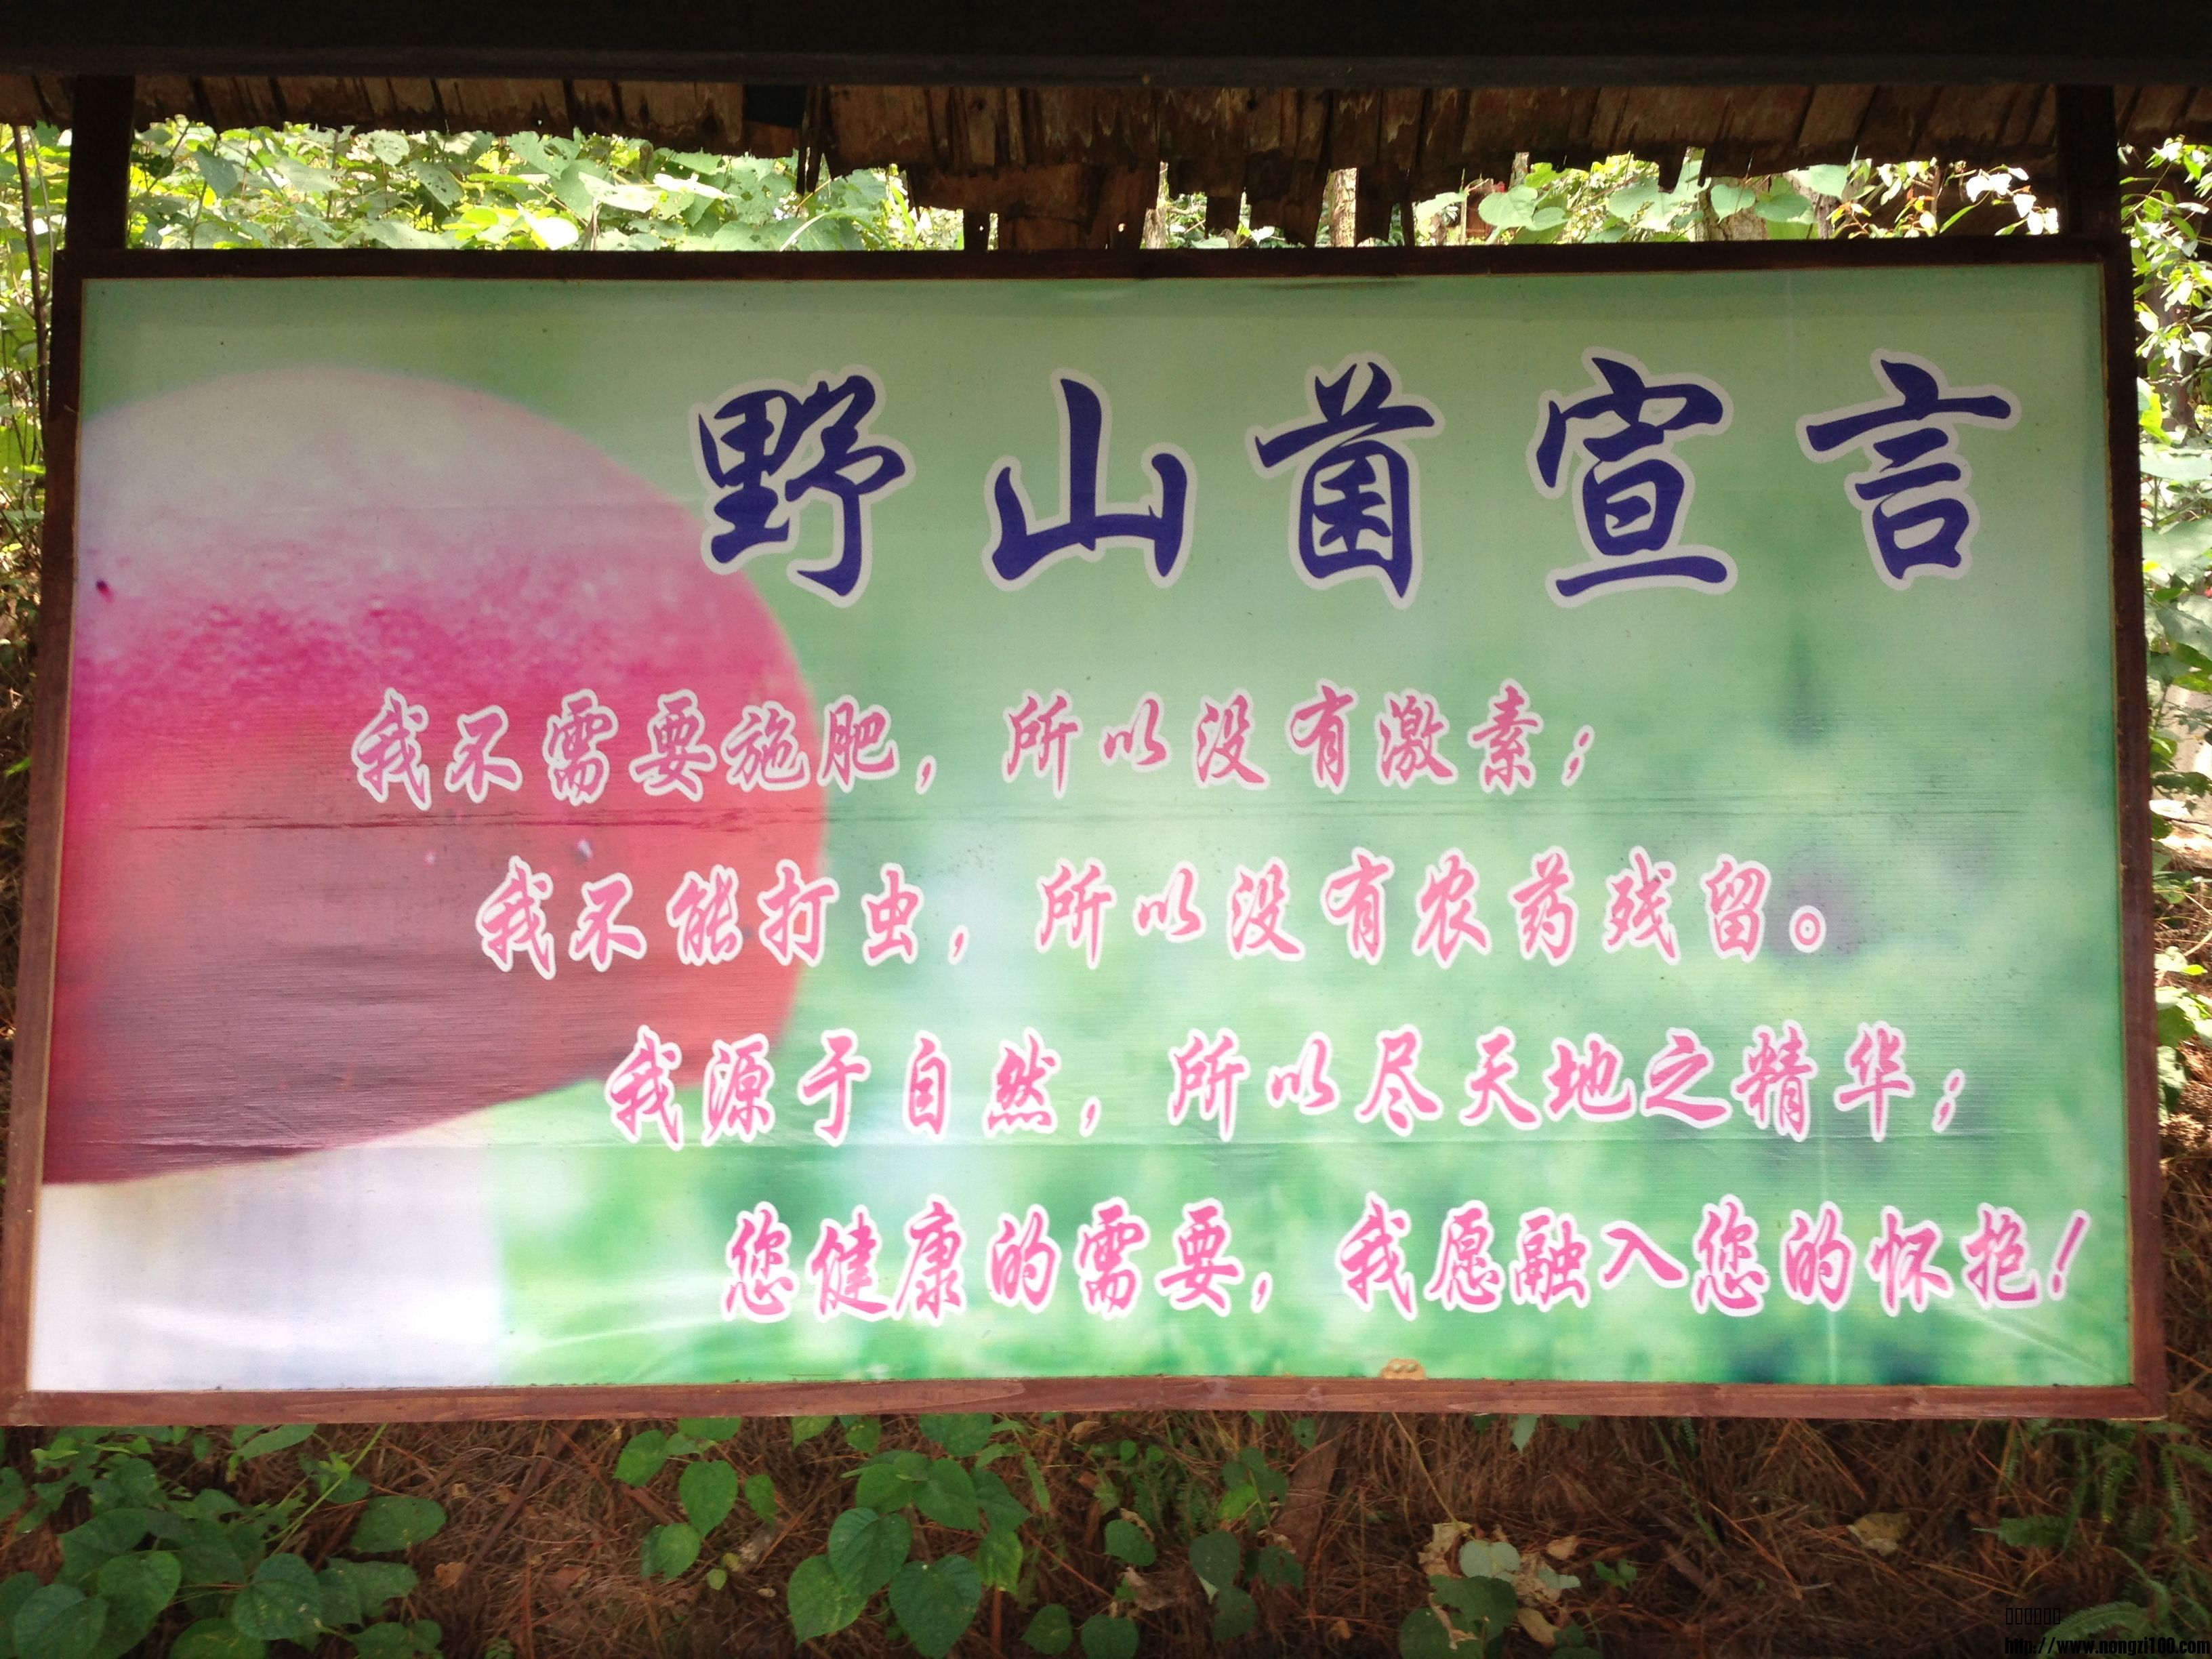 野山菌宣言
我不需要施肥，所以没有激素；
我不能打虫，所以没有农药残留。
我源于自然，所以尽天地之精华；
您健康的需要，我愿融入您的怀抱！
http://www.nongzi100.com